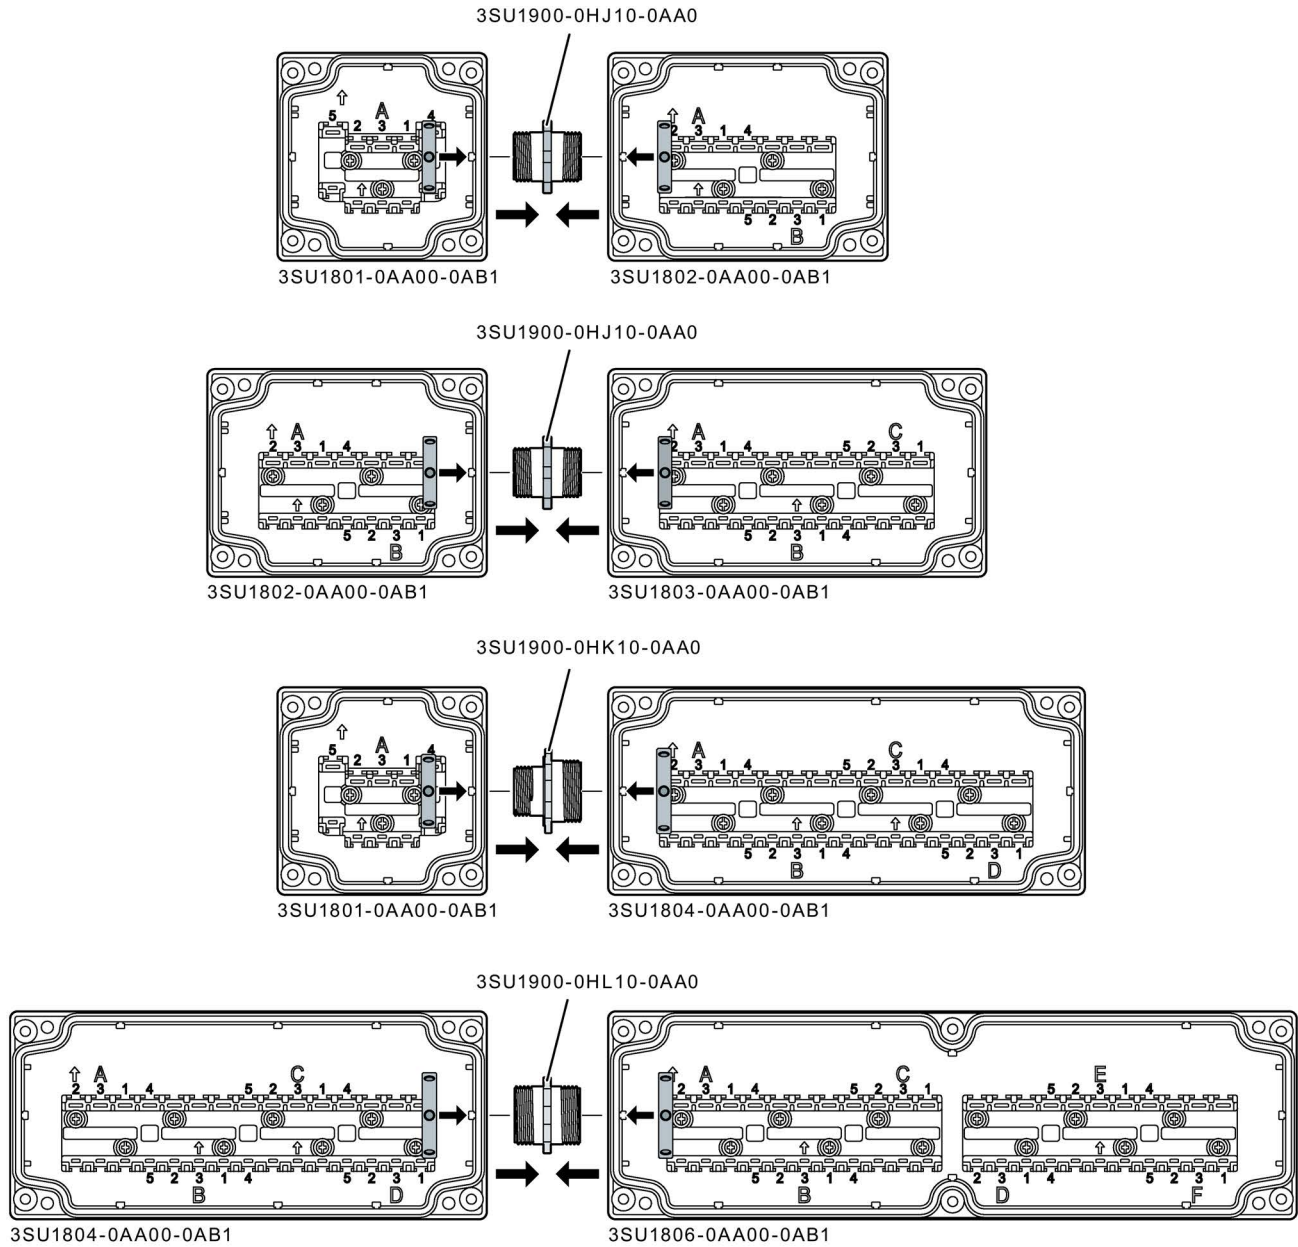 3SU1900-0HJ10-0AA0
A
5 4
2 3 1
A
2 3 1 4
5 2 3 1
B
3SU1801-0AA00-0AB1 3SU1802-0AA00-0AB1
3SU1900-0HJ10-0AA0
A
2 3 1 4
5 2 3 1
B
A C
2 3 1 4 5 2 3 1
5 2 3 1 4
B
3SU1802-0AA00-0AB1 3SU1803-0AA00-0AB1
3SU1900-0HK10-0AA0
A
5 4
2 3 1
A C
2 3 1 4 5 2 3 1 4
5 2 3 1 4 5 2 3 1
B D
3SU1801-0AA00-0AB1 3SU1804-0AA00-0AB1
3SU1900-0HL10-0AA0
A C
2 3 1 4 5 2 3 1 4
5 2 3 1 4 5 2 3 1
B D
A C E
2 3 1 4 5 2 3 1 5 2 3 1 4
5 2 3 1 4 2 3 1 4 5 2 3 1
B D F
3SU1804-0AA00-0AB1 3SU1806-0AA00-0AB1